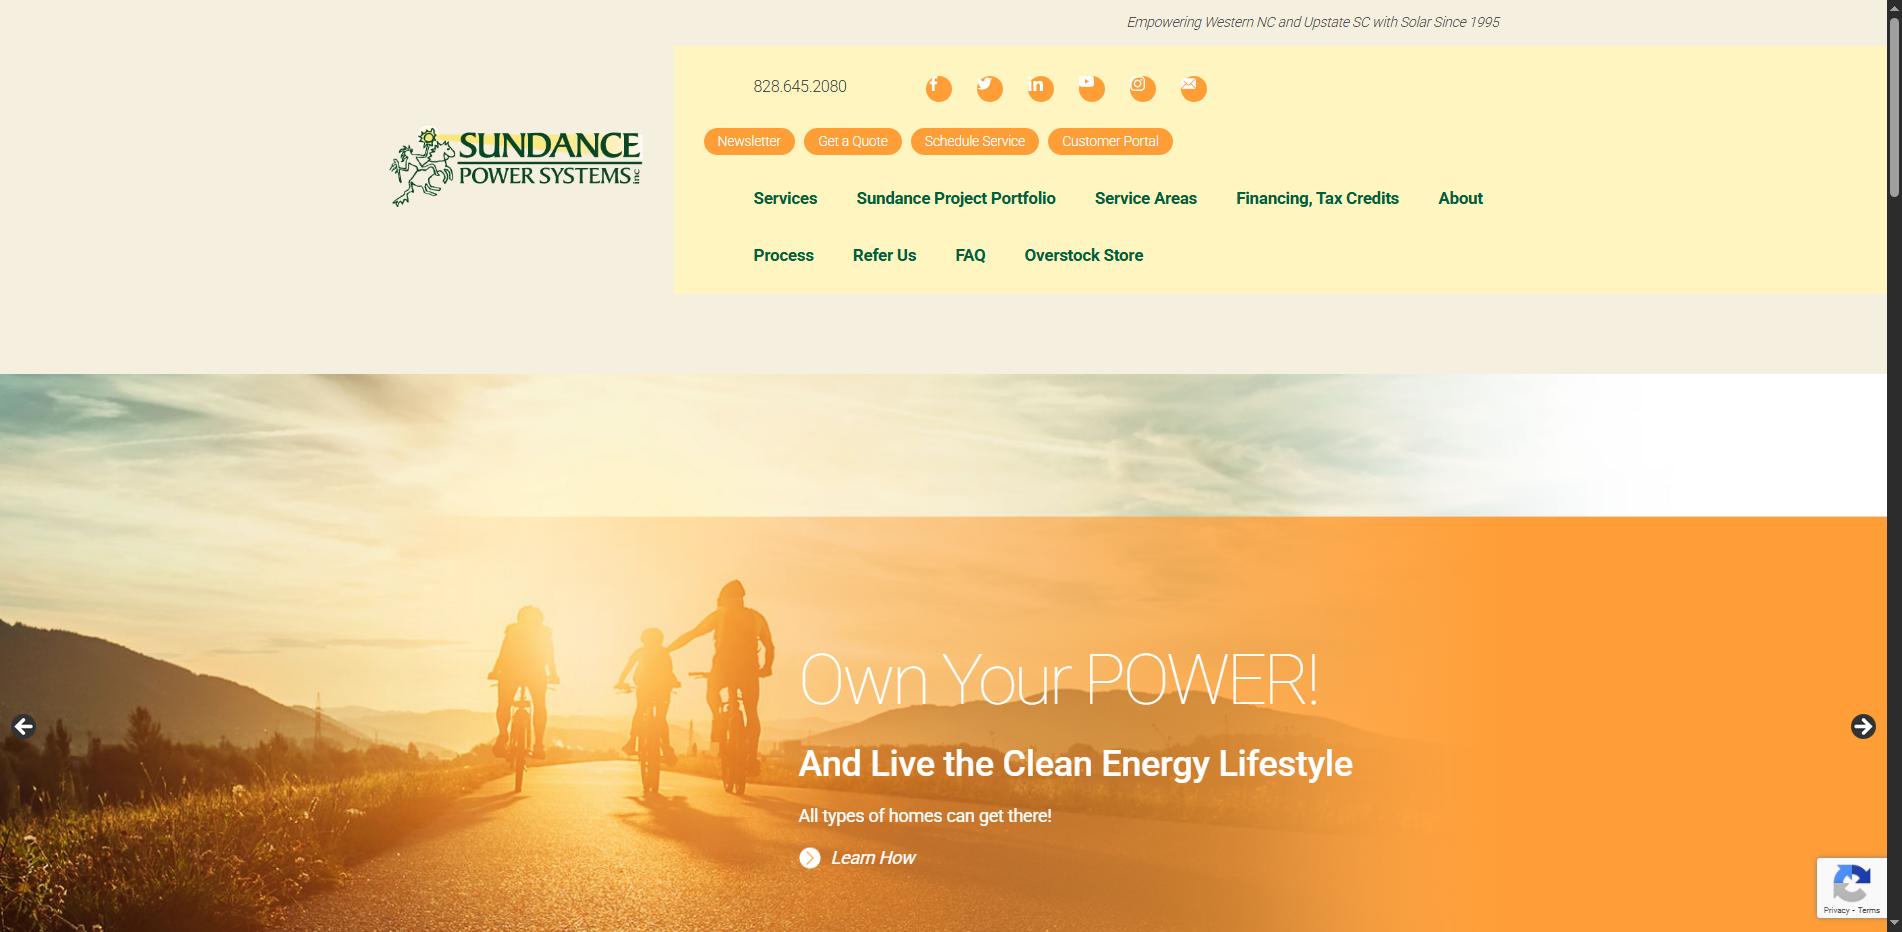 Empowering Western NC and Upstate SC with Solar Since 1995
828.645.2080
Newsletter
Get a Quote
Schedule Service
Customer Portal
SUNDANCE
POWER SYSTEMS inc
Services
Sundance Project Portfolio
Service Areas
Financing, Tax Credits
About
Process
Refer Us
FAQ
Overstock Store
Own Your POWER!
And Live the Clean Energy Lifestyle
All types of homes can get there!
Learn How
Privacy - Terms